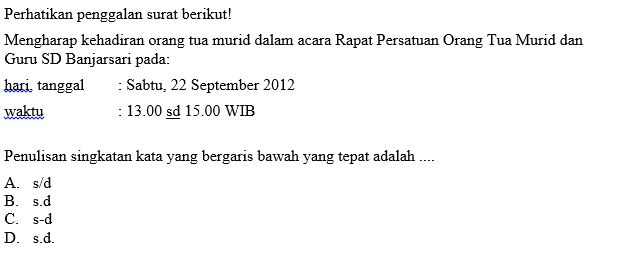 Perhatikan penggalan surat berikut!
Mengharap kehadiran orang tua murid dalam acara Rapat Persatuan Orang Tua Murid dan
Guru SD Banjarsari pada:
hari, tanggal : Sabtu, 22 September 2012
waktu : 13.00 sd 15.00 WIB
Penulisan singkatan kata yang bergaris bawah yang tepat adalah ....
A. s/d
B. s.d
C. s-d
D. s.d.